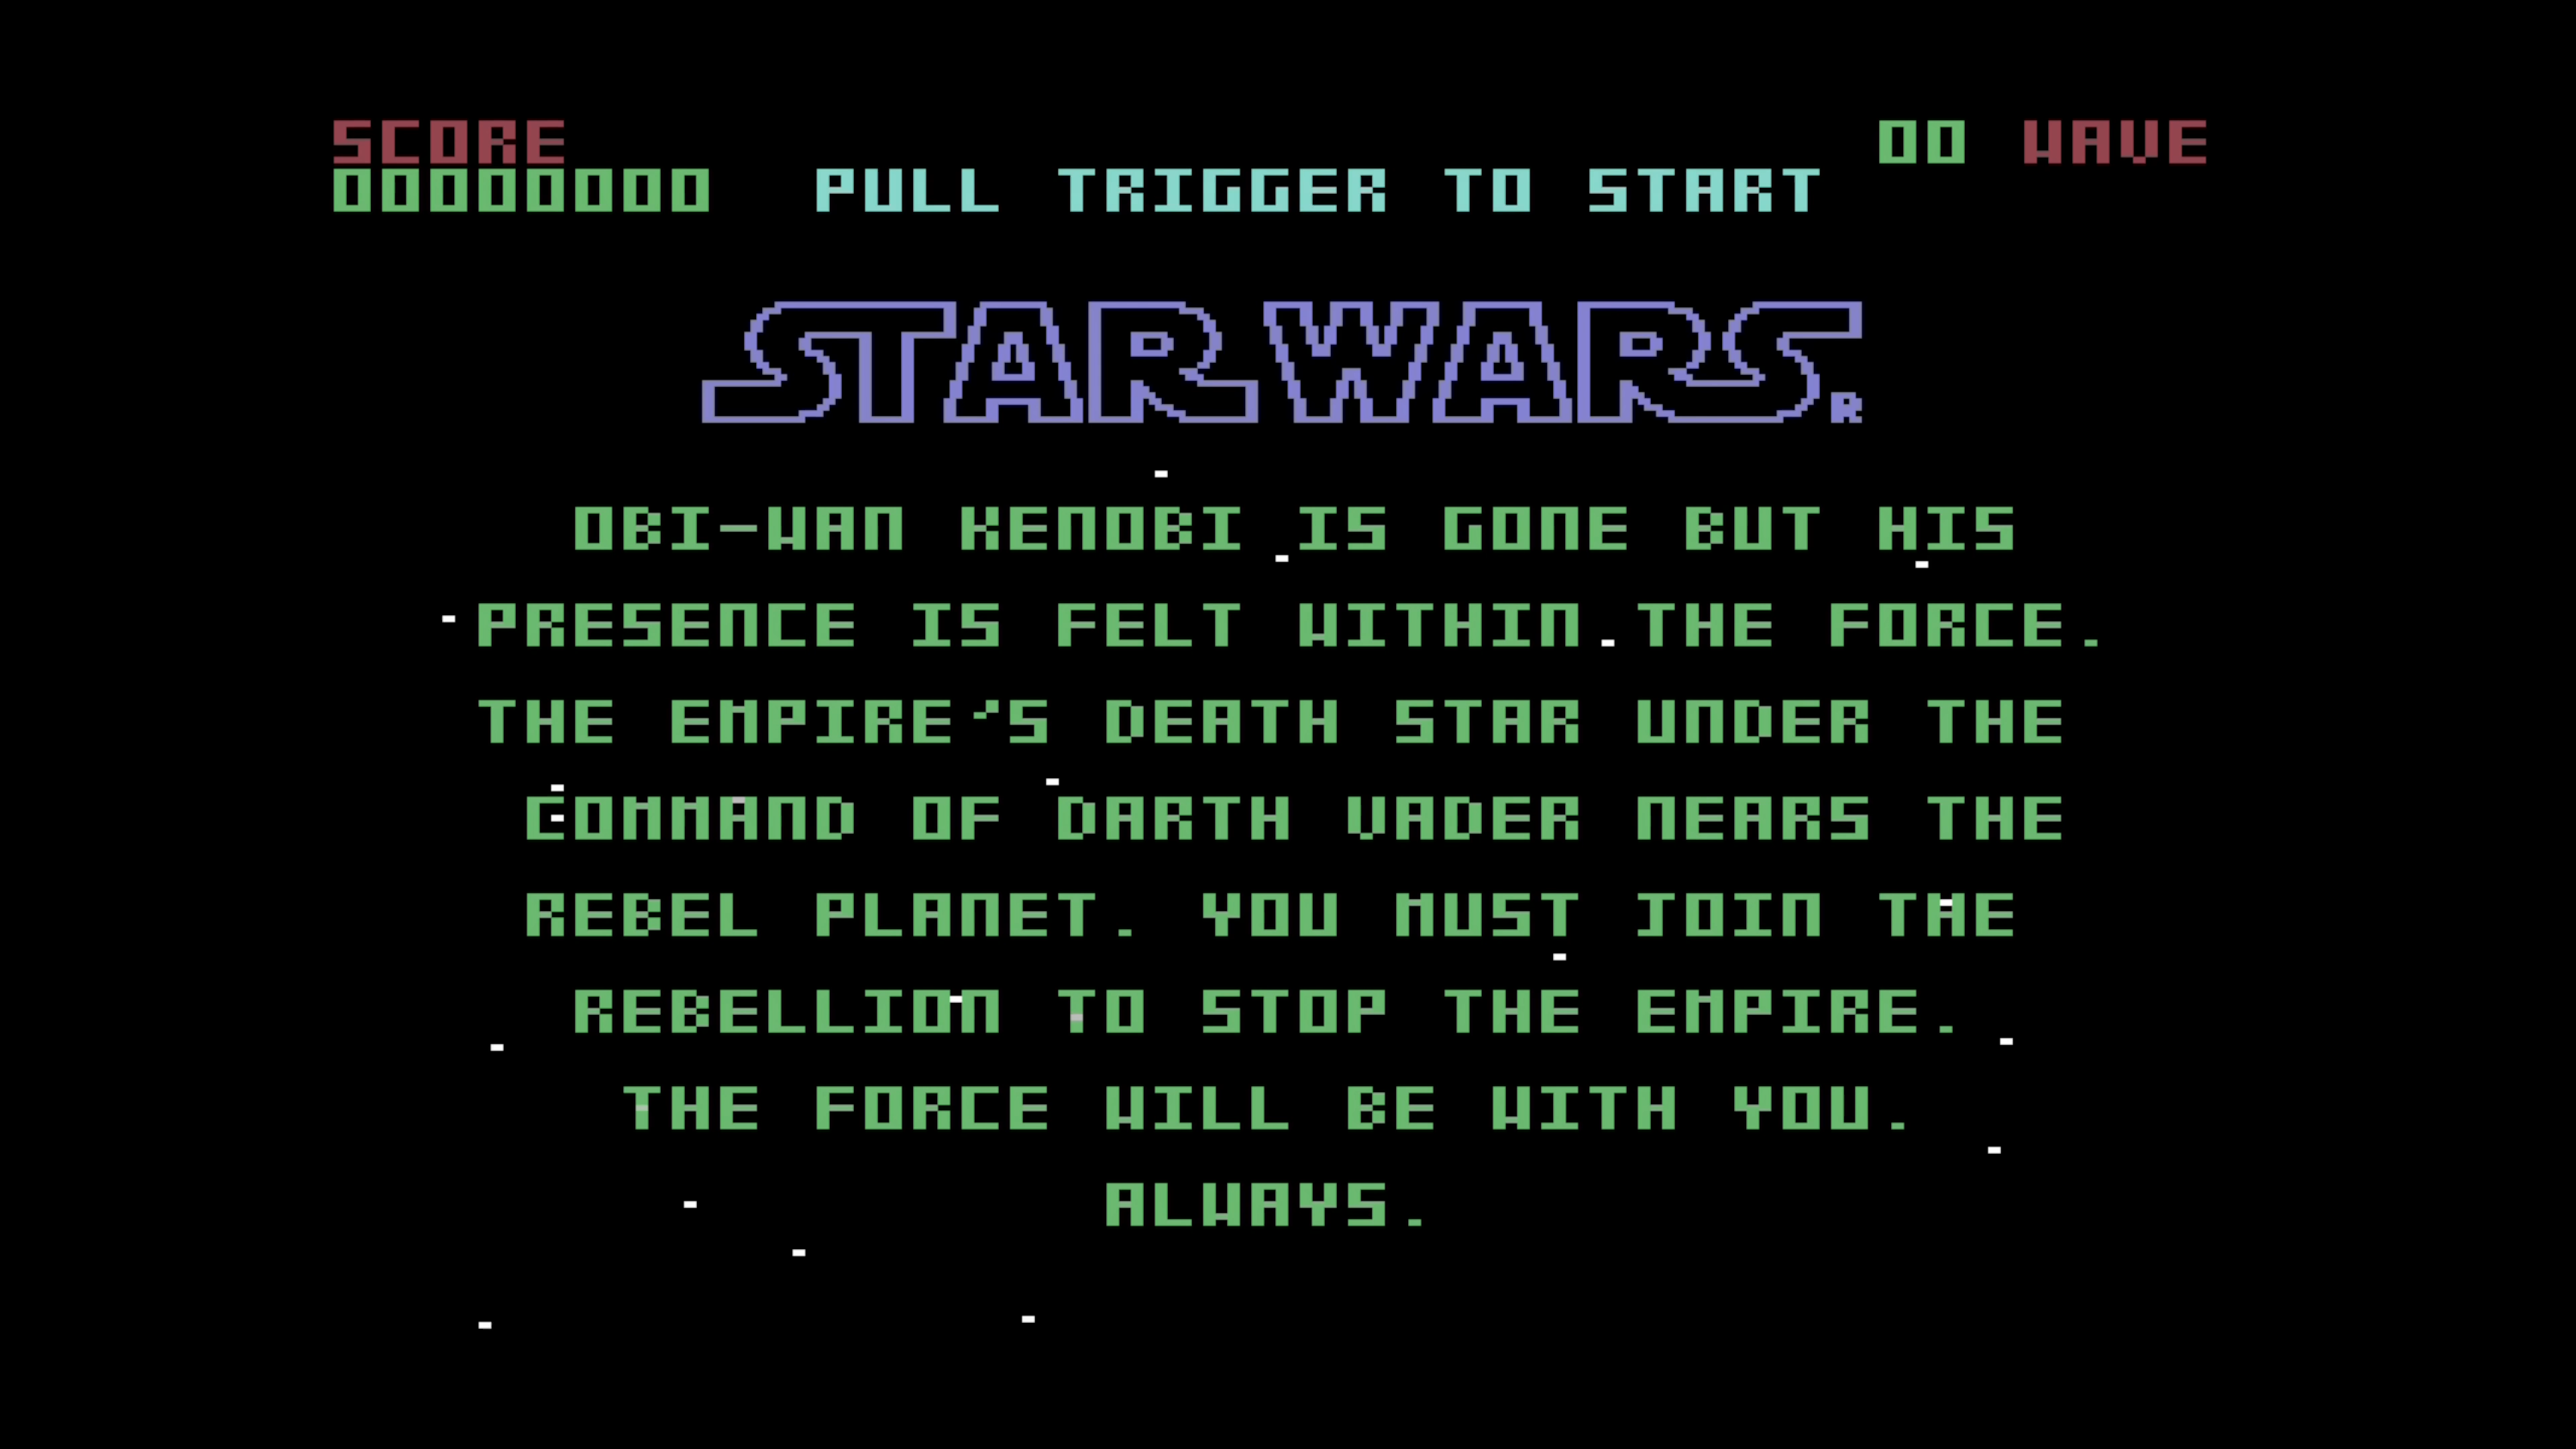 SCORE 00 WAVE
00000000 PULL TRIGGER TO START
STAR WARS R
OBI-WAN KENOBI IS GONE BUT HIS
PRESENCE IS FELT WITHIN THE FORCE.
THE EMPIRE'S DEATH STAR UNDER THE
COMMAND OF DARTH VADER NEARS THE
REBEL PLANET. YOU MUST JOIN THE
REBELLION TO STOP THE EMPIRE.
THE FORCE WILL BE WITH YOU.
ALWAYS.